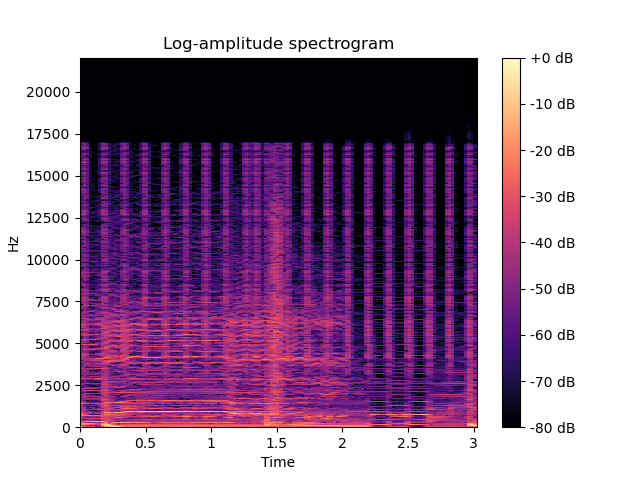 Log-amplitude spectrogram
Hz
20000
17500
15000
12500
10000
7500
5000
2500
0
0 0.5 1 1.5 2 2.5 3
Time
+0 dB
-10 dB
-20 dB
-30 dB
-40 dB
-50 dB
-60 dB
-70 dB
-80 dB